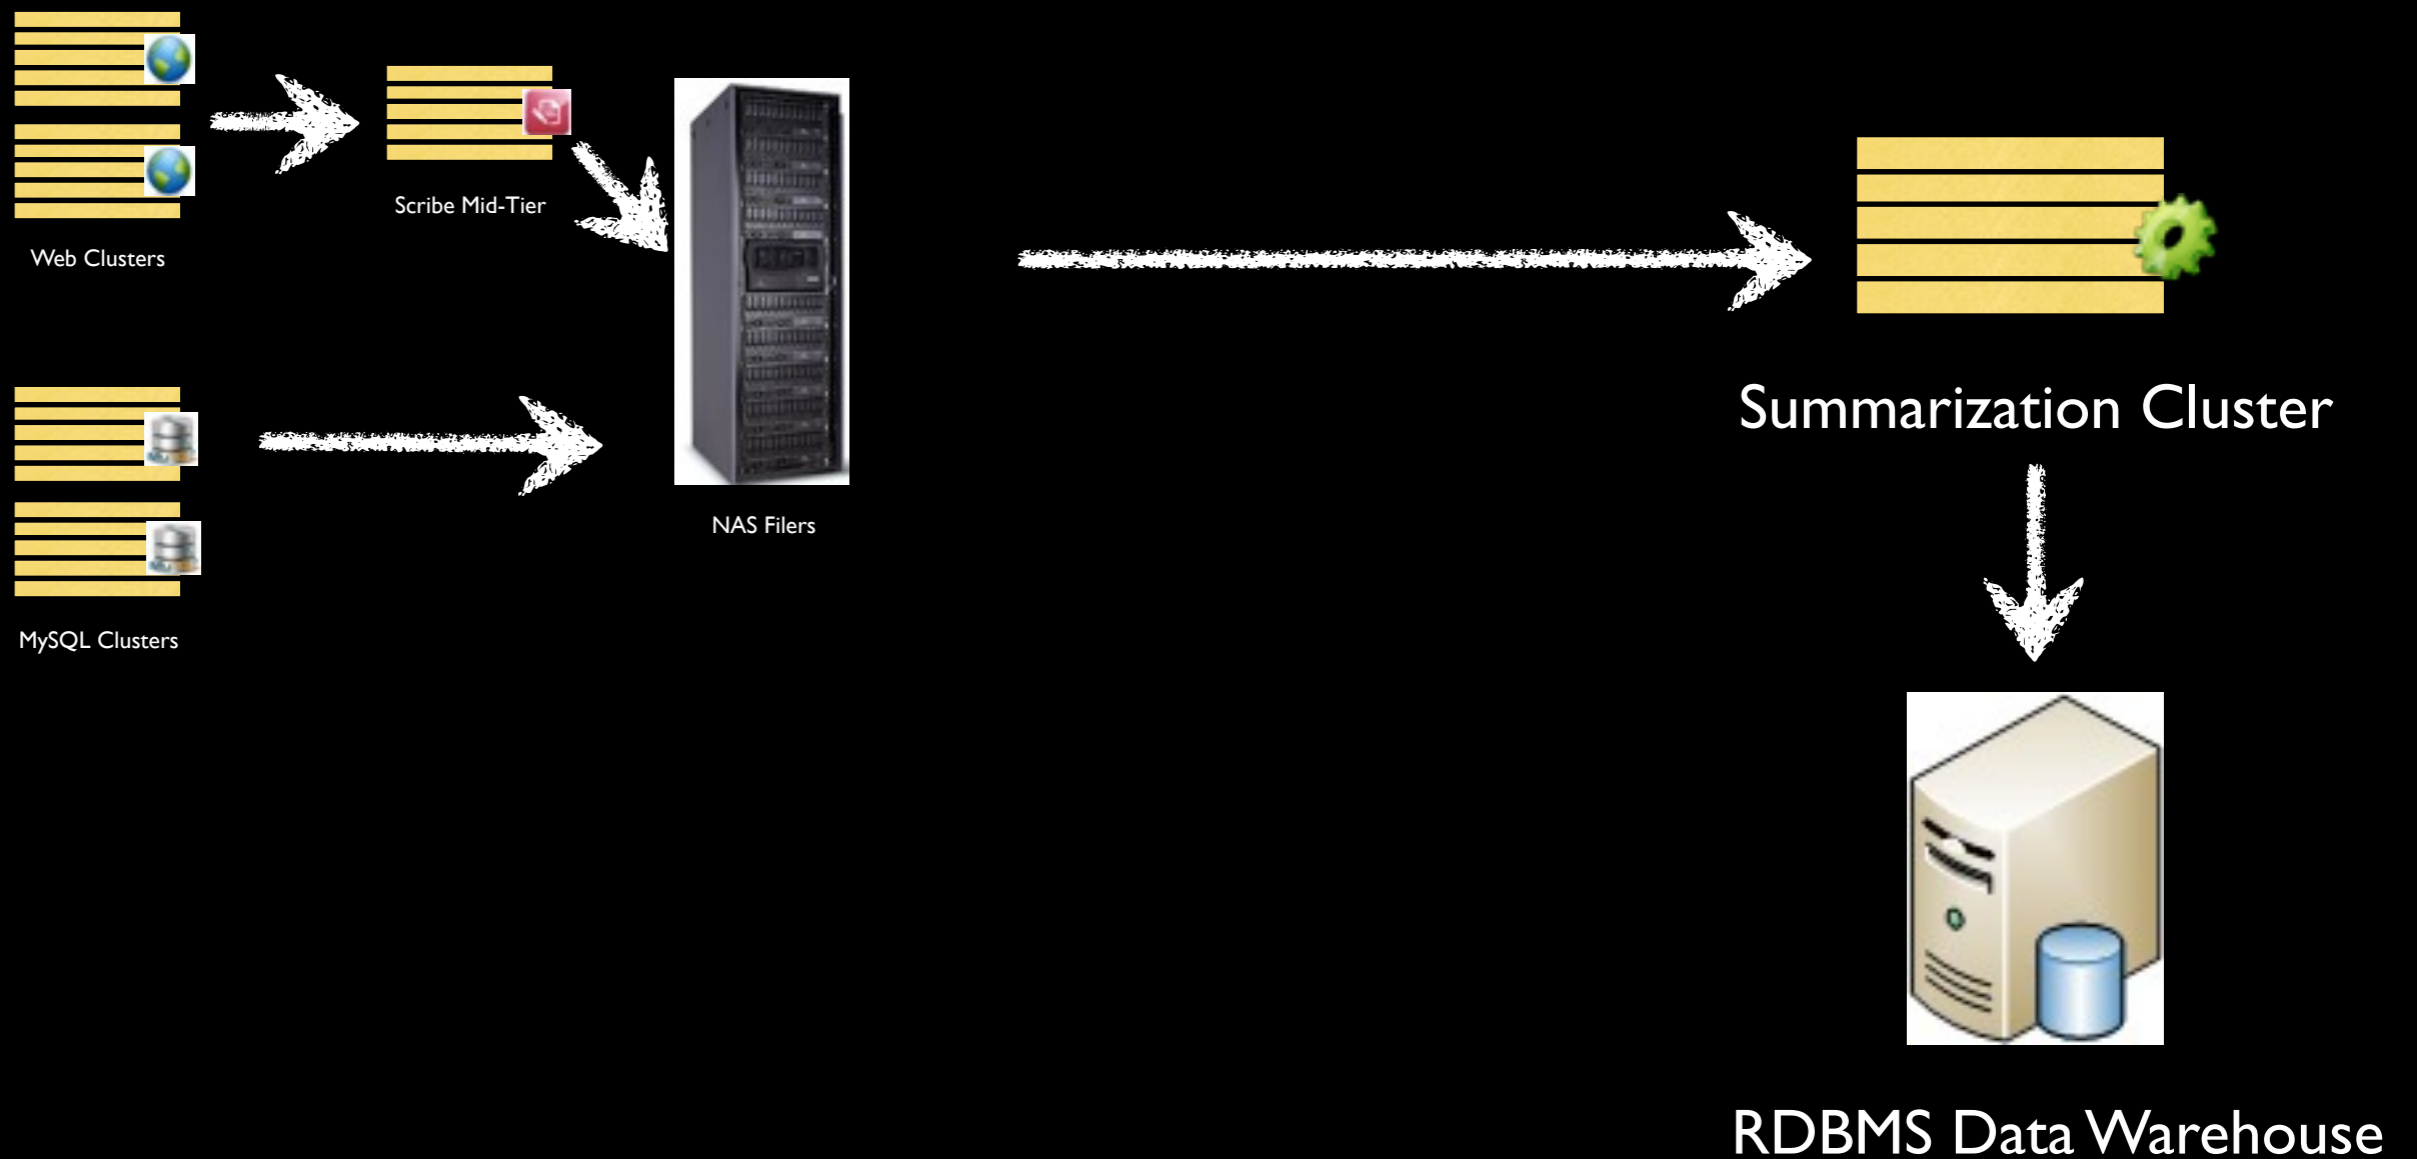 Web Clusters
Scribe Mid-Tier
MySQL Clusters
NAS Filers
Summarization Cluster
RDBMS Data Warehouse